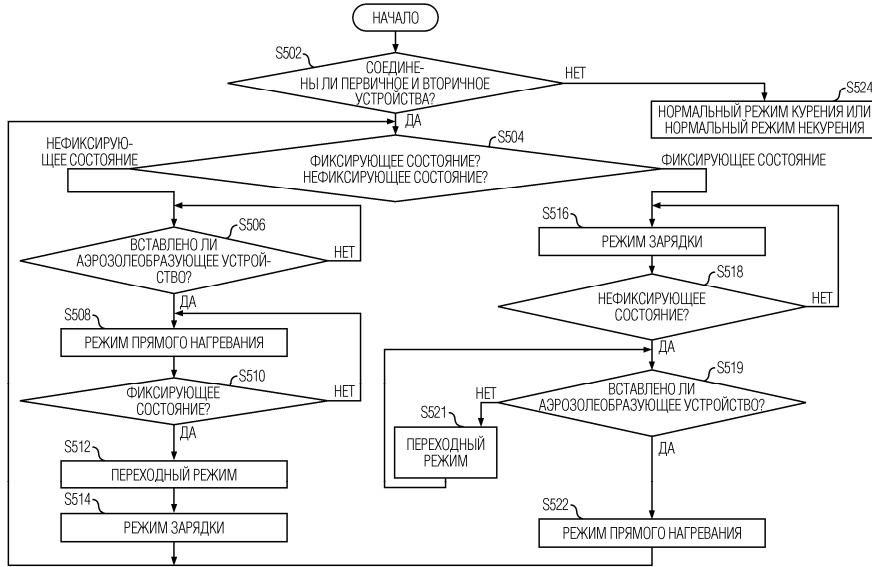 НАЧАЛО
S502
СОЕДИНЕ-
НЫ ЛИ ПЕРВИЧНОЕ И ВТОРИЧНОЕ
УСТРОЙСТВА?
НЕТ
S524
НОРМАЛЬНЫЙ РЕЖИМ КУРЕНИЯ ИЛИ
НОРМАЛЬНЫЙ РЕЖИМ НЕКУРЕНИЯ
ДА
S504
НЕФИКСИРУЮ-
ЩЕЕ СОСТОЯНИЕ
ФИКСИРУЮЩЕЕ СОСТОЯНИЕ?
НЕФИКСИРУЮЩЕЕ СОСТОЯНИЕ?
ФИКСИРУЮЩЕЕ СОСТОЯНИЕ
S506
ВСТАВЛЕНО ЛИ
АЭРОЗОЛЕОБРАЗУЮЩЕЕ УСТРОЙ-
СТВО?
НЕТ
ДА
S508
РЕЖИМ ПРЯМОГО НАГРЕВАНИЯ
S510
ФИКСИРУЮЩЕЕ
СОСТОЯНИЕ?
НЕТ
ДА
S512
ПЕРЕХОДНЫЙ РЕЖИМ
S514
РЕЖИМ ЗАРЯДКИ
S516
РЕЖИМ ЗАРЯДКИ
S518
НЕФИКСИРУЮЩЕЕ
СОСТОЯНИЕ?
НЕТ
ДА
S519
ВСТАВЛЕНО ЛИ
АЭРОЗОЛЕОБРАЗУЮЩЕЕ УСТРОЙСТВО?
НЕТ
S521
ПЕРЕХОДНЫЙ
РЕЖИМ
ДА
S522
РЕЖИМ ПРЯМОГО НАГРЕВАНИЯ